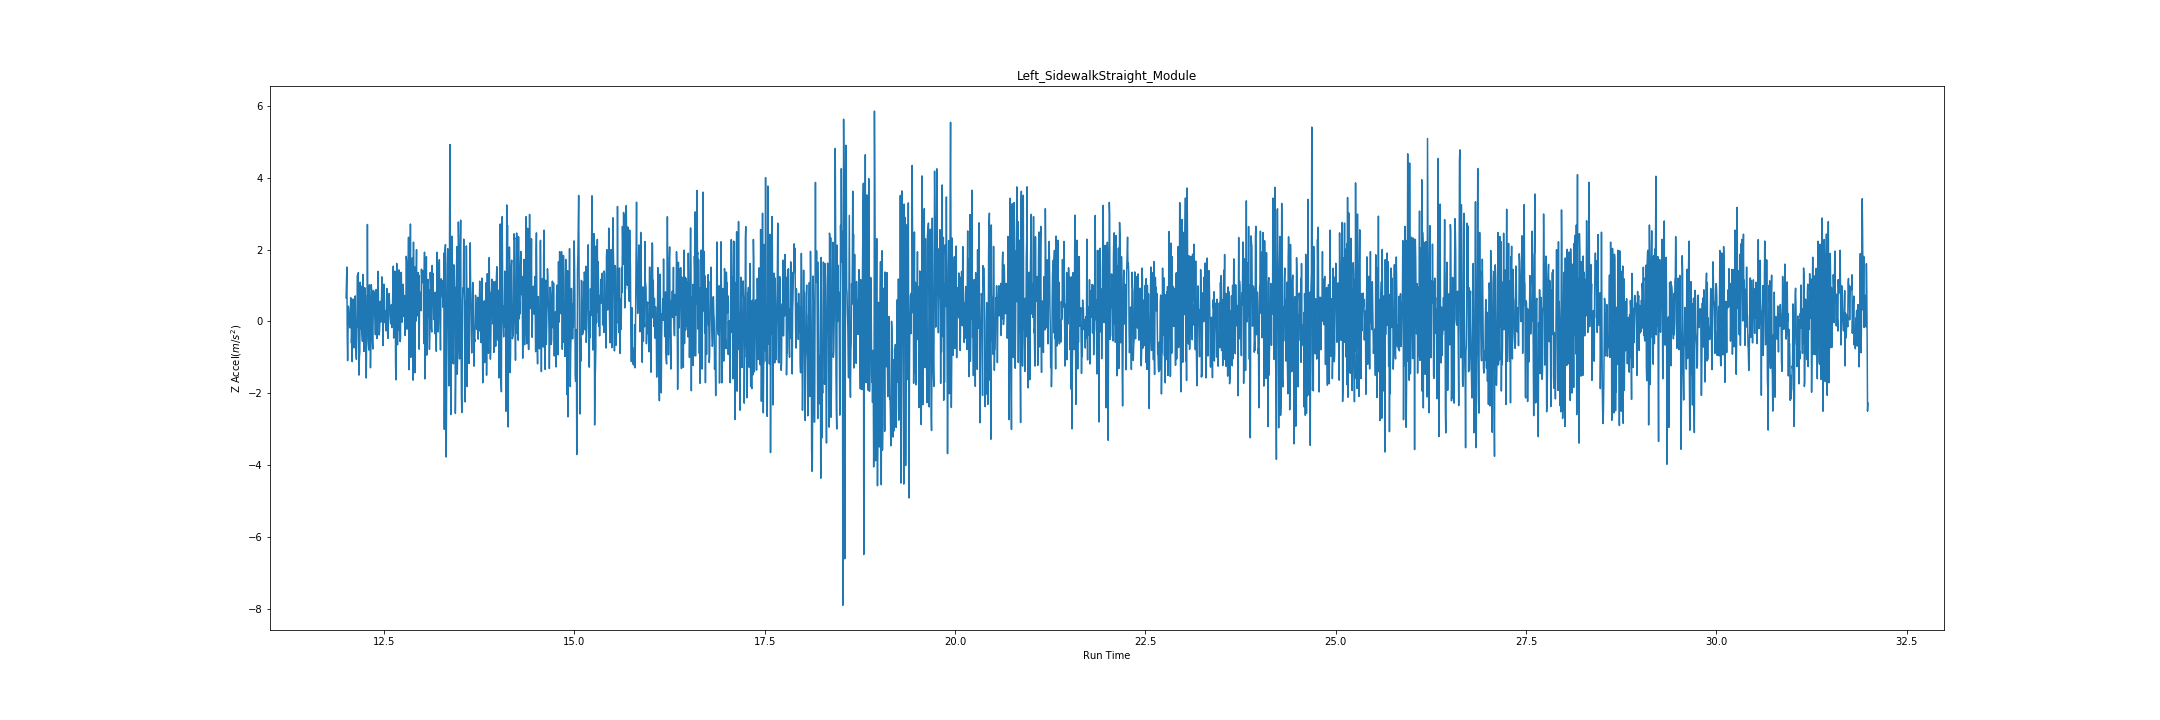 Left_SidewalkStraight_Module
6
4
2
0
−2
−4
−6
−8
Z Accel(m/s²)
12.5 15.0 17.5 20.0 22.5 25.0 27.5 30.0 32.5
Run Time